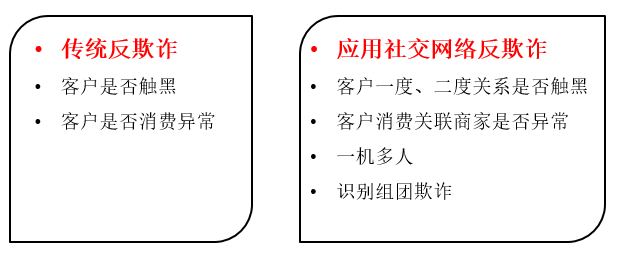 传统反欺诈
客户是否触黑
客户是否消费异常
应用社交网络反欺诈
客户一度、二度关系是否触黑
客户消费关联商家是否异常
一机多人
识别组团欺诈